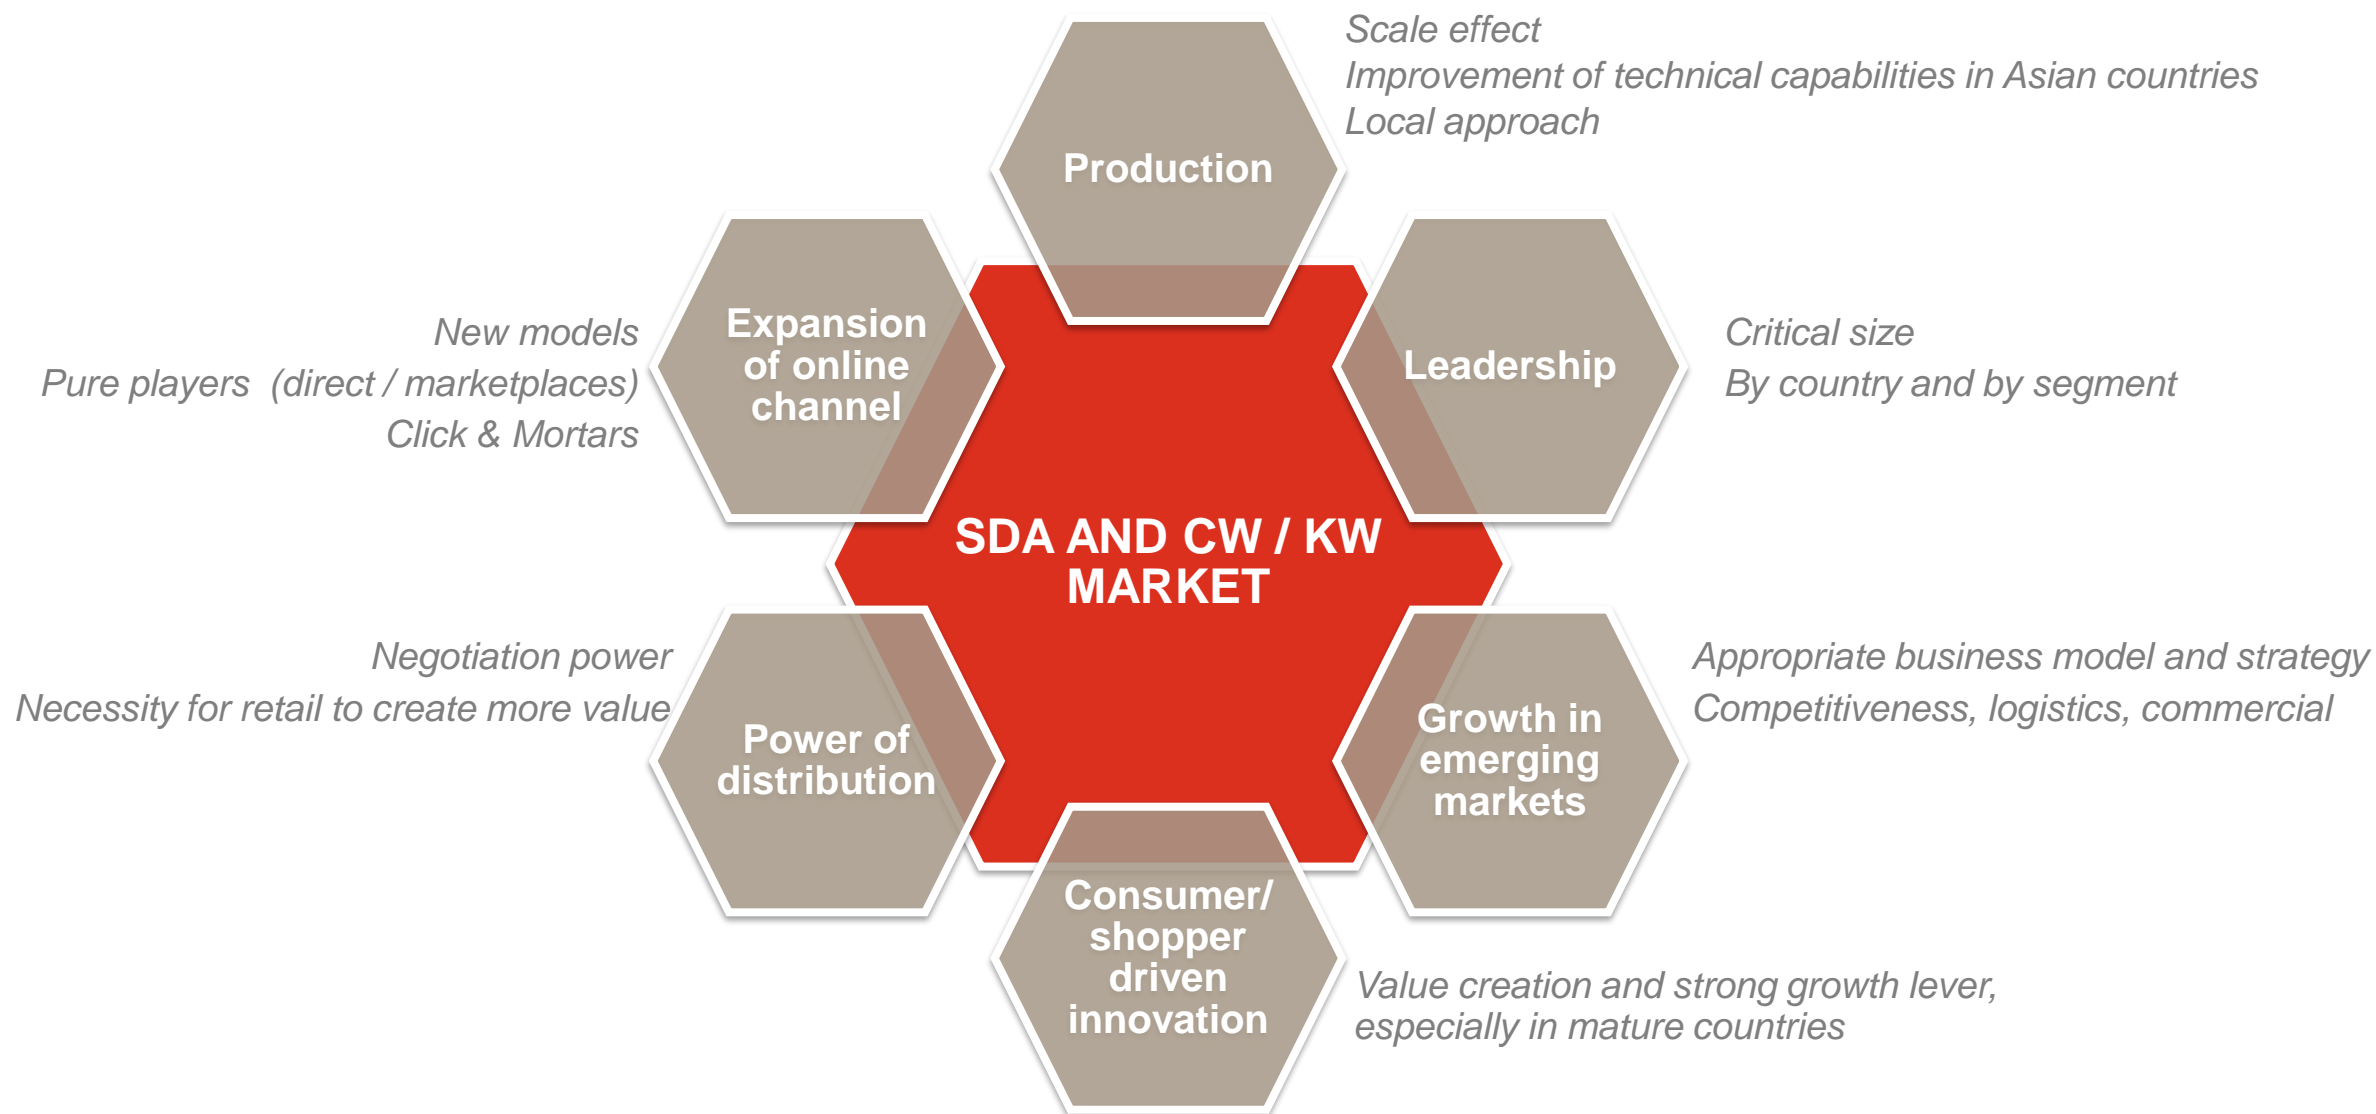 Scale effect
Improvement of technical capabilities in Asian countries
Local approach
Production
Expansion
of online
channel
New models
Pure players  (direct / marketplaces)
Click & Mortars
Leadership
Critical size
By country and by segment
SDA AND CW / KW
MARKET
Negotiation power
Necessity for retail to create more value
Power of
distribution
Growth in
emerging
markets
Appropriate business model and strategy
Competitiveness, logistics, commercial
Consumer/
shopper
driven
innovation
Value creation and strong growth lever,
especially in mature countries